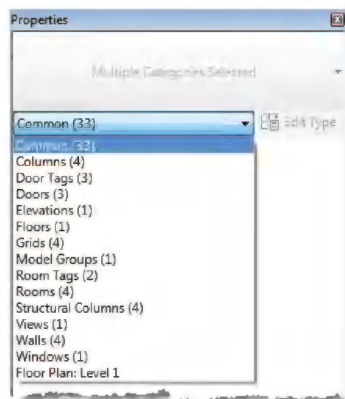 Properties
Multiple Categories Selected
Common (33)
Edit Type
Common (33)
Columns (4)
Door Tags (3)
Doors (3)
Elevations (1)
Floors (1)
Grids (4)
Model Groups (1)
Room Tags (2)
Rooms (4)
Structural Columns (4)
Views (1)
Walls (4)
Windows (1)
Floor Plan: Level 1